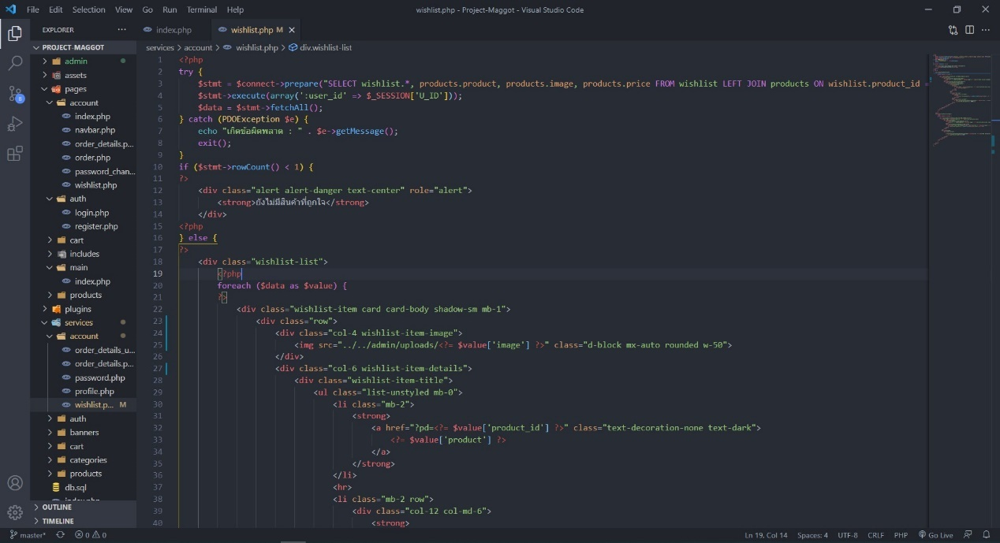 File Edit Selection View Go Run Terminal Help
wishlist.php - Project-Maggot - Visual Studio Code
EXPLORER
index.php
wishlist.php M
PROJECT-MAGGOT
admin
assets
pages
account
index.php
navbar.php
order_details.p...
order.php
password_chan...
wishlist.php
auth
login.php
register.php
cart
includes
main
index.php
products
plugins
services
account
order_details_u...
order_details.p...
password.php
profile.php
wishlist.p... M
auth
banners
cart
categories
products
db.sql
OUTLINE
TIMELINE
8
services > account > wishlist.php > div.wishlist-list
1 <?php
2 try {
3 $stmt = $connect->prepare("SELECT wishlist.*, products.product, products.image, products.price FROM wishlist LEFT JOIN products ON wishlist.product_id =
4 $stmt->execute(array(':user_id' => $_SESSION['U_ID']));
5 $data = $stmt->fetchAll();
6 } catch (PDOException $e) {
7 echo "เกิดข้อผิดพลาด : " . $e->getMessage();
8 exit();
9 }
10 if ($stmt->rowCount() < 1) {
11 ?>
12 <div class="alert alert-danger text-center" role="alert">
13 <strong>ยังไม่มีสินค้าที่ถูกใจ</strong>
14 </div>
15 <?php
16 } else {
17 ?>
18 <div class="wishlist-list">
19 <?php
20 foreach ($data as $value) {
21 ?>
22 <div class="wishlist-item card card-body shadow-sm mb-1">
23 <div class="row">
24 <div class="col-4 wishlist-item-image">
25 <img src="../../admin/uploads/<?= $value['image'] ?>" class="d-block mx-auto rounded w-50">
26 </div>
27 <div class="col-6 wishlist-item-details">
28 <div class="wishlist-item-title">
29 <ul class="list-unstyled mb-0">
30 <li class="mb-2">
31 <strong>
32 <a href="?pd=<?= $value['product_id'] ?>" class="text-decoration-none text-dark">
33 <?= $value['product'] ?>
34 </a>
35 </strong>
36 </li>
37 <hr>
38 <li class="mb-2 row">
39 <div class="col-12 col-md-6">
40 <strong>
master* 0 0
Ln 19, Col 14 Spaces: 4 UTF-8 CRLF PHP Go Live